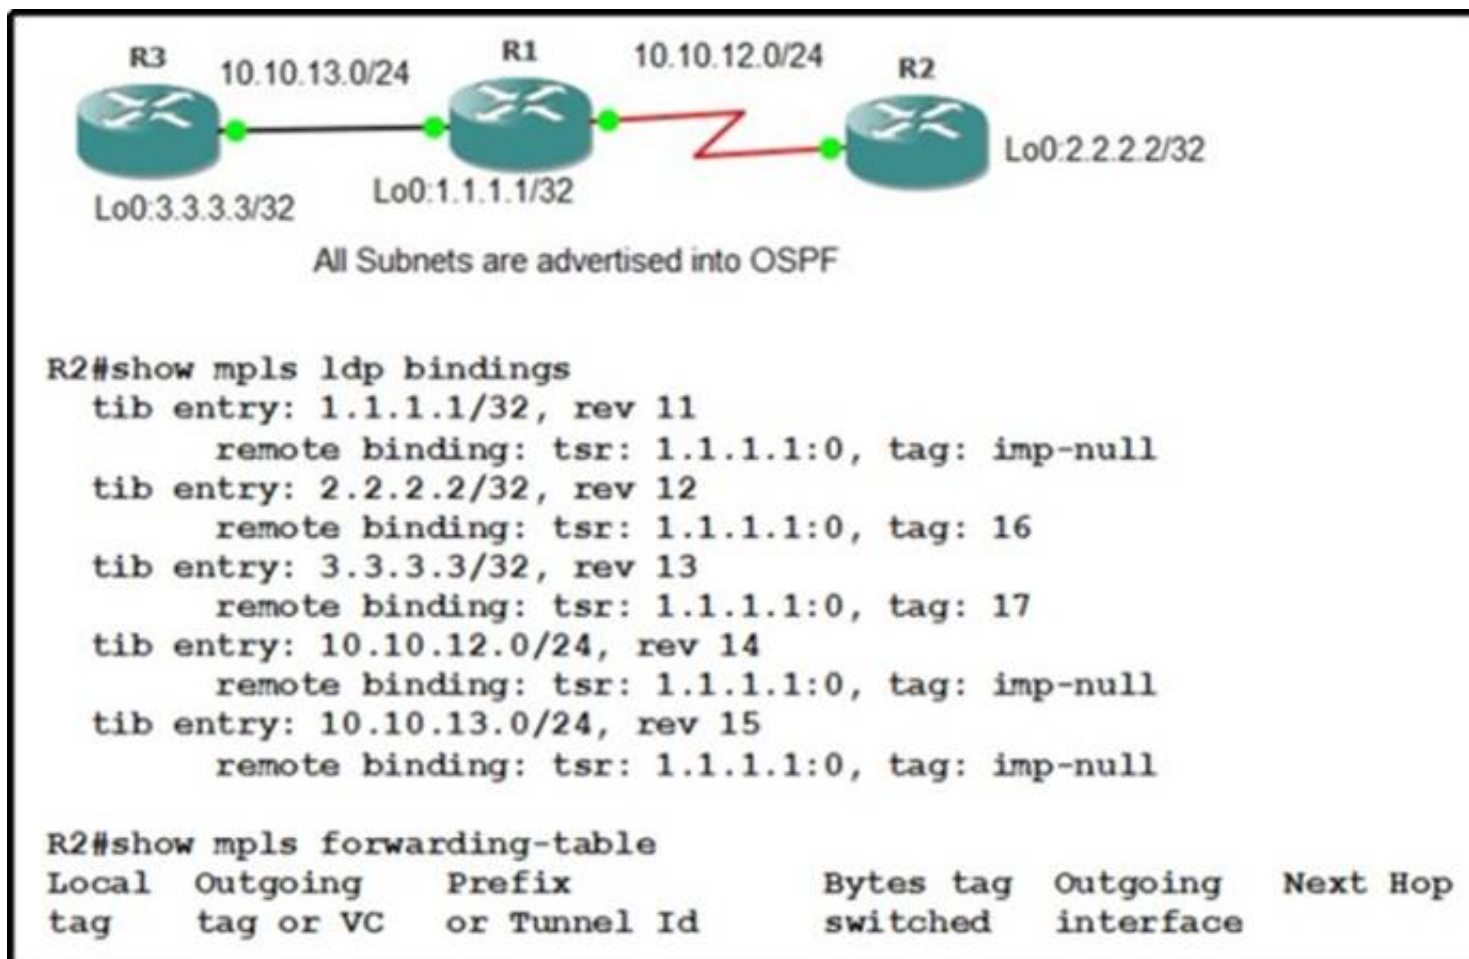 R3
10.10.13.0/24
R1
10.10.12.0/24
R2
Lo0:3.3.3.3/32
Lo0:1.1.1.1/32
Lo0:2.2.2.2/32
All Subnets are advertised into OSPF
R2#show mpls ldp bindings
tib entry: 1.1.1.1/32, rev 11
remote binding: tsr: 1.1.1.1:0, tag: imp-null
tib entry: 2.2.2.2/32, rev 12
remote binding: tsr: 1.1.1.1:0, tag: 16
tib entry: 3.3.3.3/32, rev 13
remote binding: tsr: 1.1.1.1:0, tag: 17
tib entry: 10.10.12.0/24, rev 14
remote binding: tsr: 1.1.1.1:0, tag: imp-null
tib entry: 10.10.13.0/24, rev 15
remote binding: tsr: 1.1.1.1:0, tag: imp-null
R2#show mpls forwarding-table
Local Outgoing Prefix Bytes tag Outgoing Next Hop
tag tag or VC or Tunnel Id switched interface